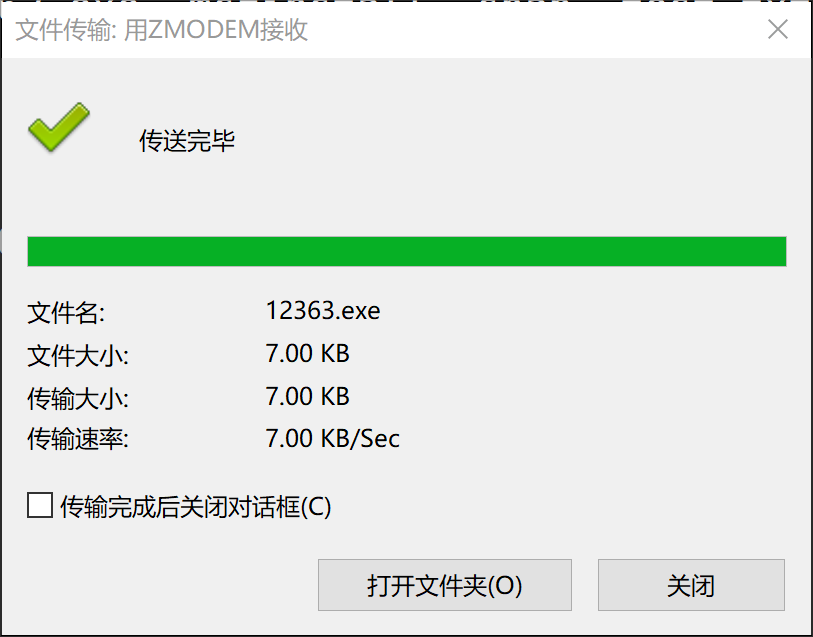 文件传输: 用ZMODEM接收
传送完毕
文件名: 12363.exe
文件大小: 7.00 KB
传输大小: 7.00 KB
传输速率: 7.00 KB/Sec
传输完成后关闭对话框(C)
打开文件夹(O) 关闭